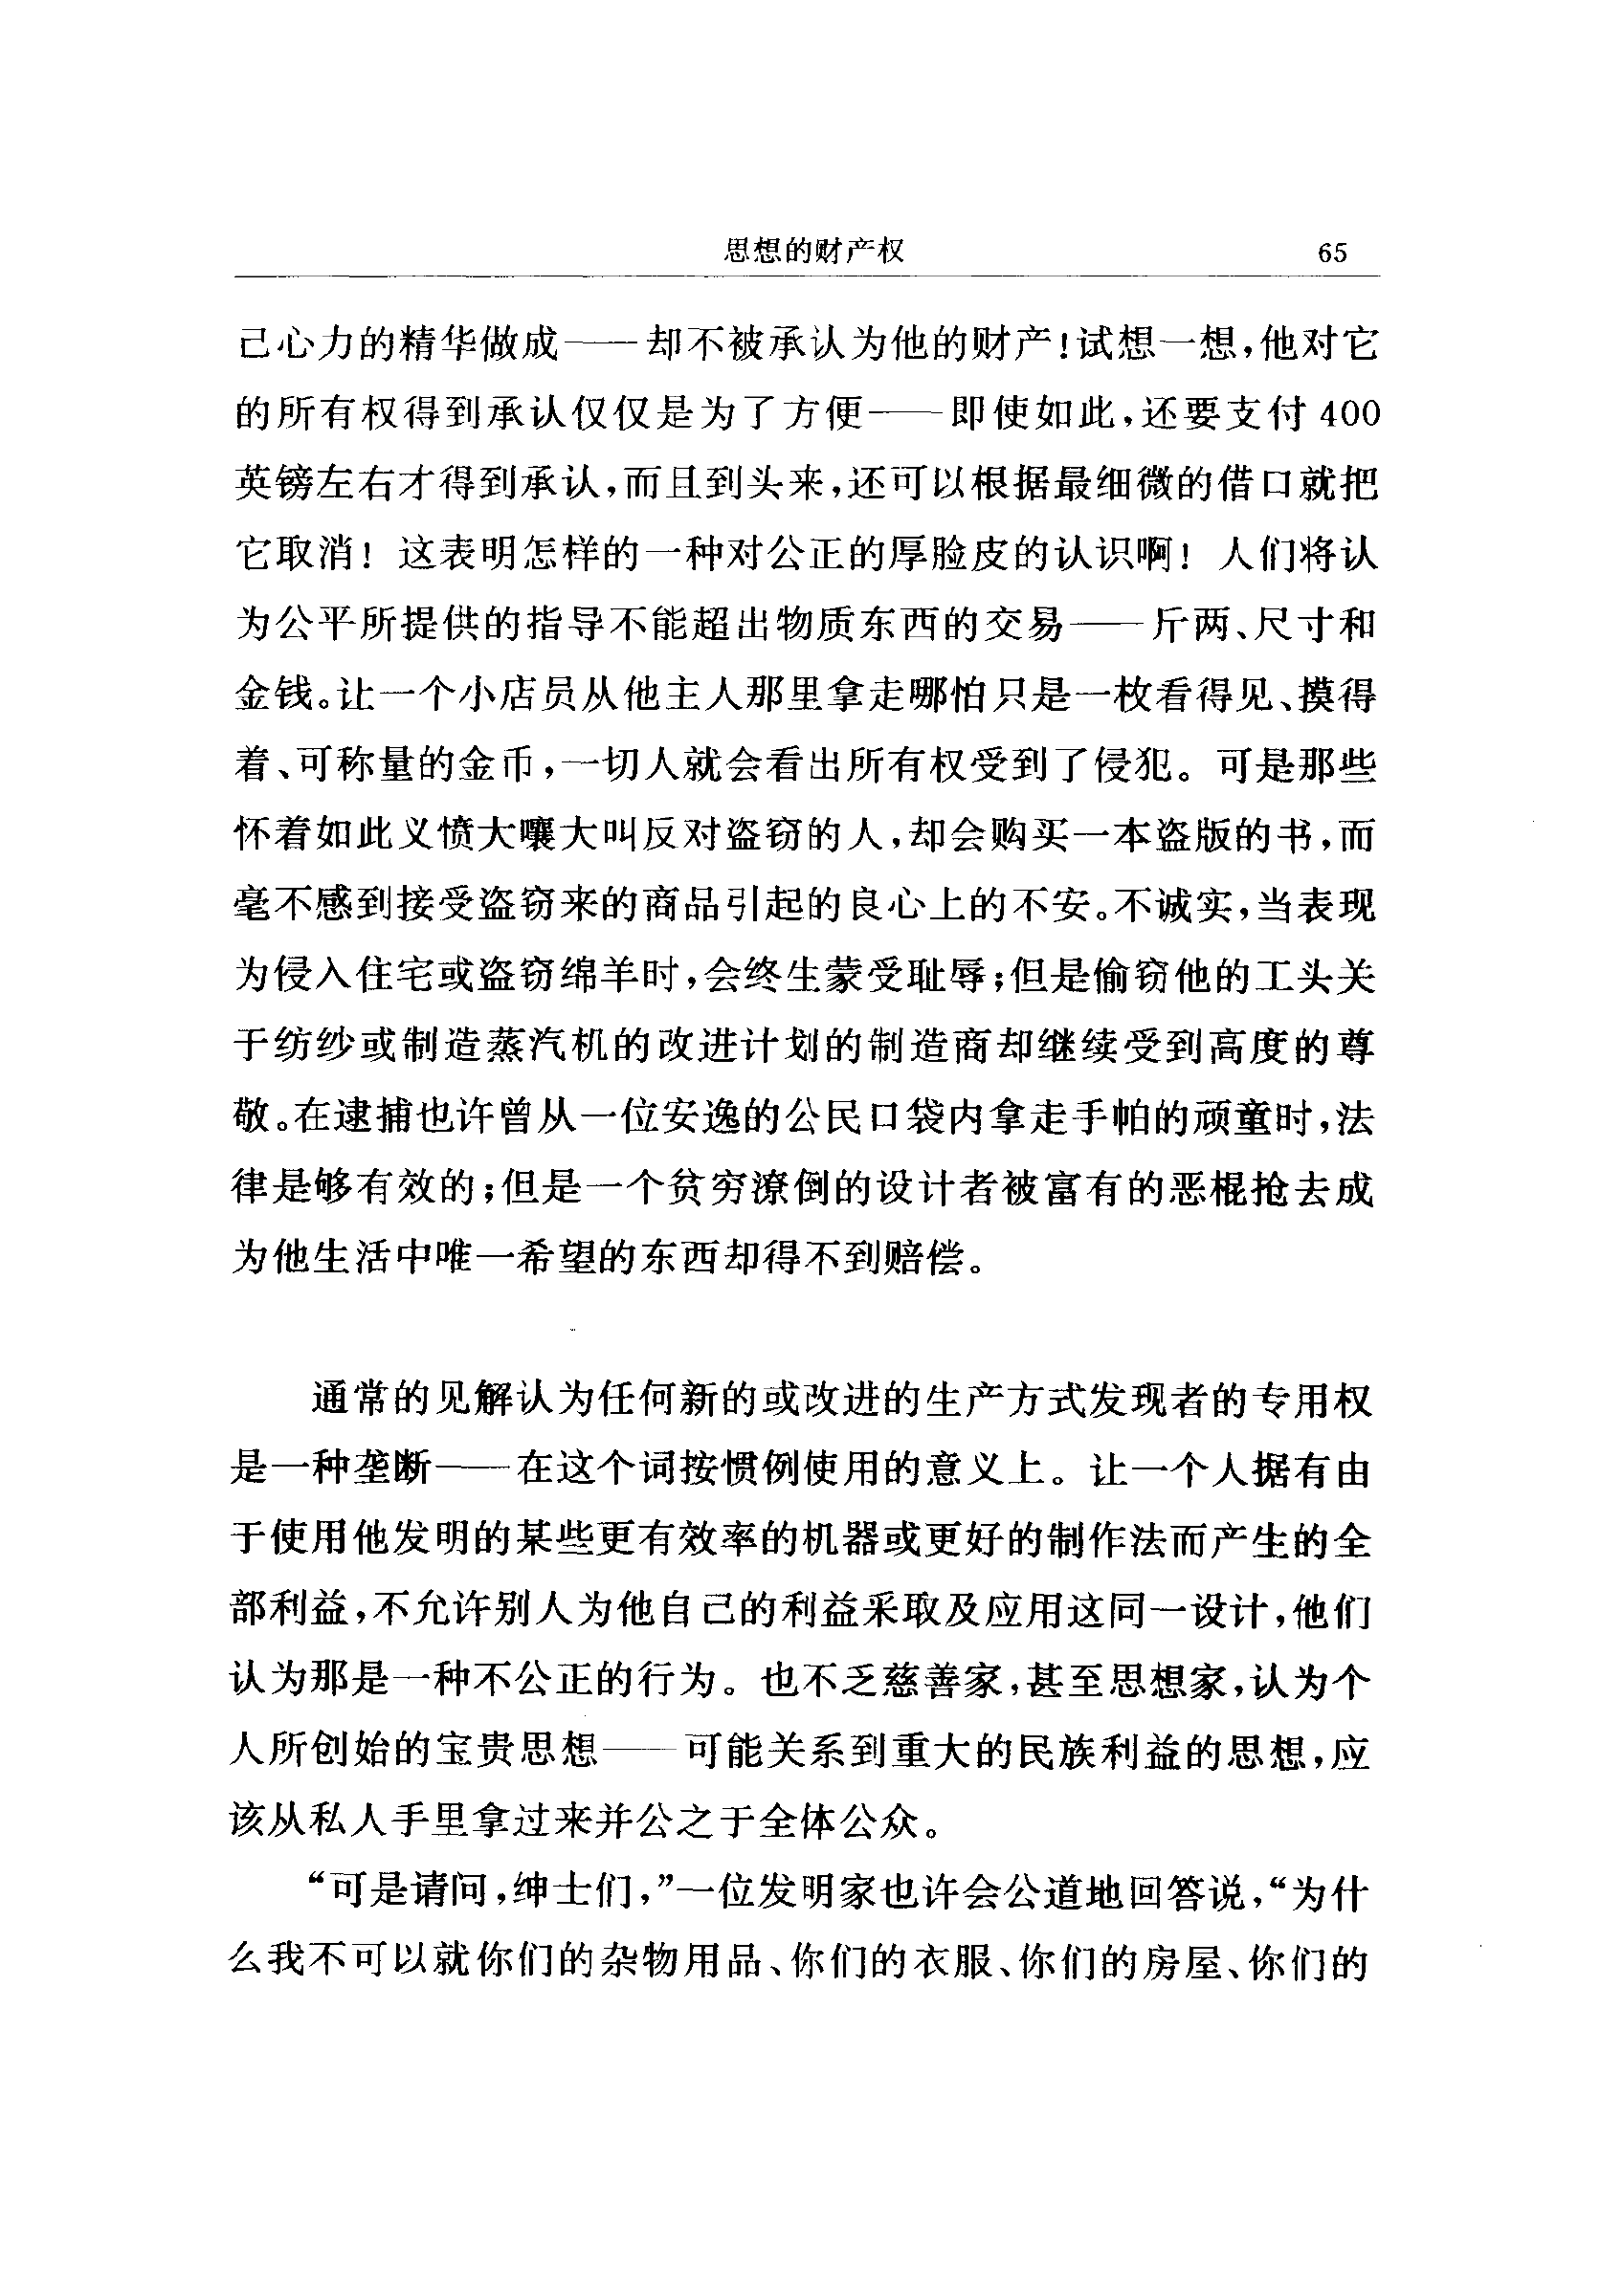 思想的财产权 65
己心力的精华做成——却不被承认为他的财产!试想一想,他对它
的所有权得到承认仅仅是为了方便——即使如此,还要支付 400
英镑左右才得到承认,而且到头来,还可以根据最细微的借口就把
它取消! 这表明怎样的一种对公正的厚脸皮的认识啊! 人们将认
为公平所提供的指导不能超出物质东西的交易——斤两、尺寸和
金钱。让一个小店员从他主人那里拿走哪怕只是一枚看得见、摸得
着、可称量的金币,一切人就会看出所有权受到了侵犯。可是那些
怀着如此义愤大嚷大叫反对盗窃的人,却会购买一本盗版的书,而
毫不感到接受盗窃来的商品引起的良心上的不安。不诚实,当表现
为侵入住宅或盗窃绵羊时,会终生蒙受耻辱;但是偷窃他的工头关
于纺纱或制造蒸汽机的改进计划的制造商却继续受到高度的尊
敬。在逮捕也许曾从一位安逸的公民口袋内拿走手帕的顽童时,法
律是够有效的;但是一个贫穷潦倒的设计者被富有的恶棍抢去成
为他生活中唯一希望的东西却得不到赔偿。
通常的见解认为任何新的或改进的生产方式发现者的专用权
是一种垄断——在这个词按惯例使用的意义上。让一个人据有由
于使用他发明的某些更有效率的机器或更好的制作法而产生的全
部利益,不允许别人为他自己的利益采取及应用这同一设计,他们
认为那是一种不公正的行为。也不乏慈善家,甚至思想家,认为个
人所创始的宝贵思想——可能关系到重大的民族利益的思想,应
该从私人手里拿过来并公之于全体公众。
“可是请问,绅士们,”一位发明家也许会公道地回答说,“为什
么我不可以就你们的杂物用品、你们的衣服、你们的房屋、你们的